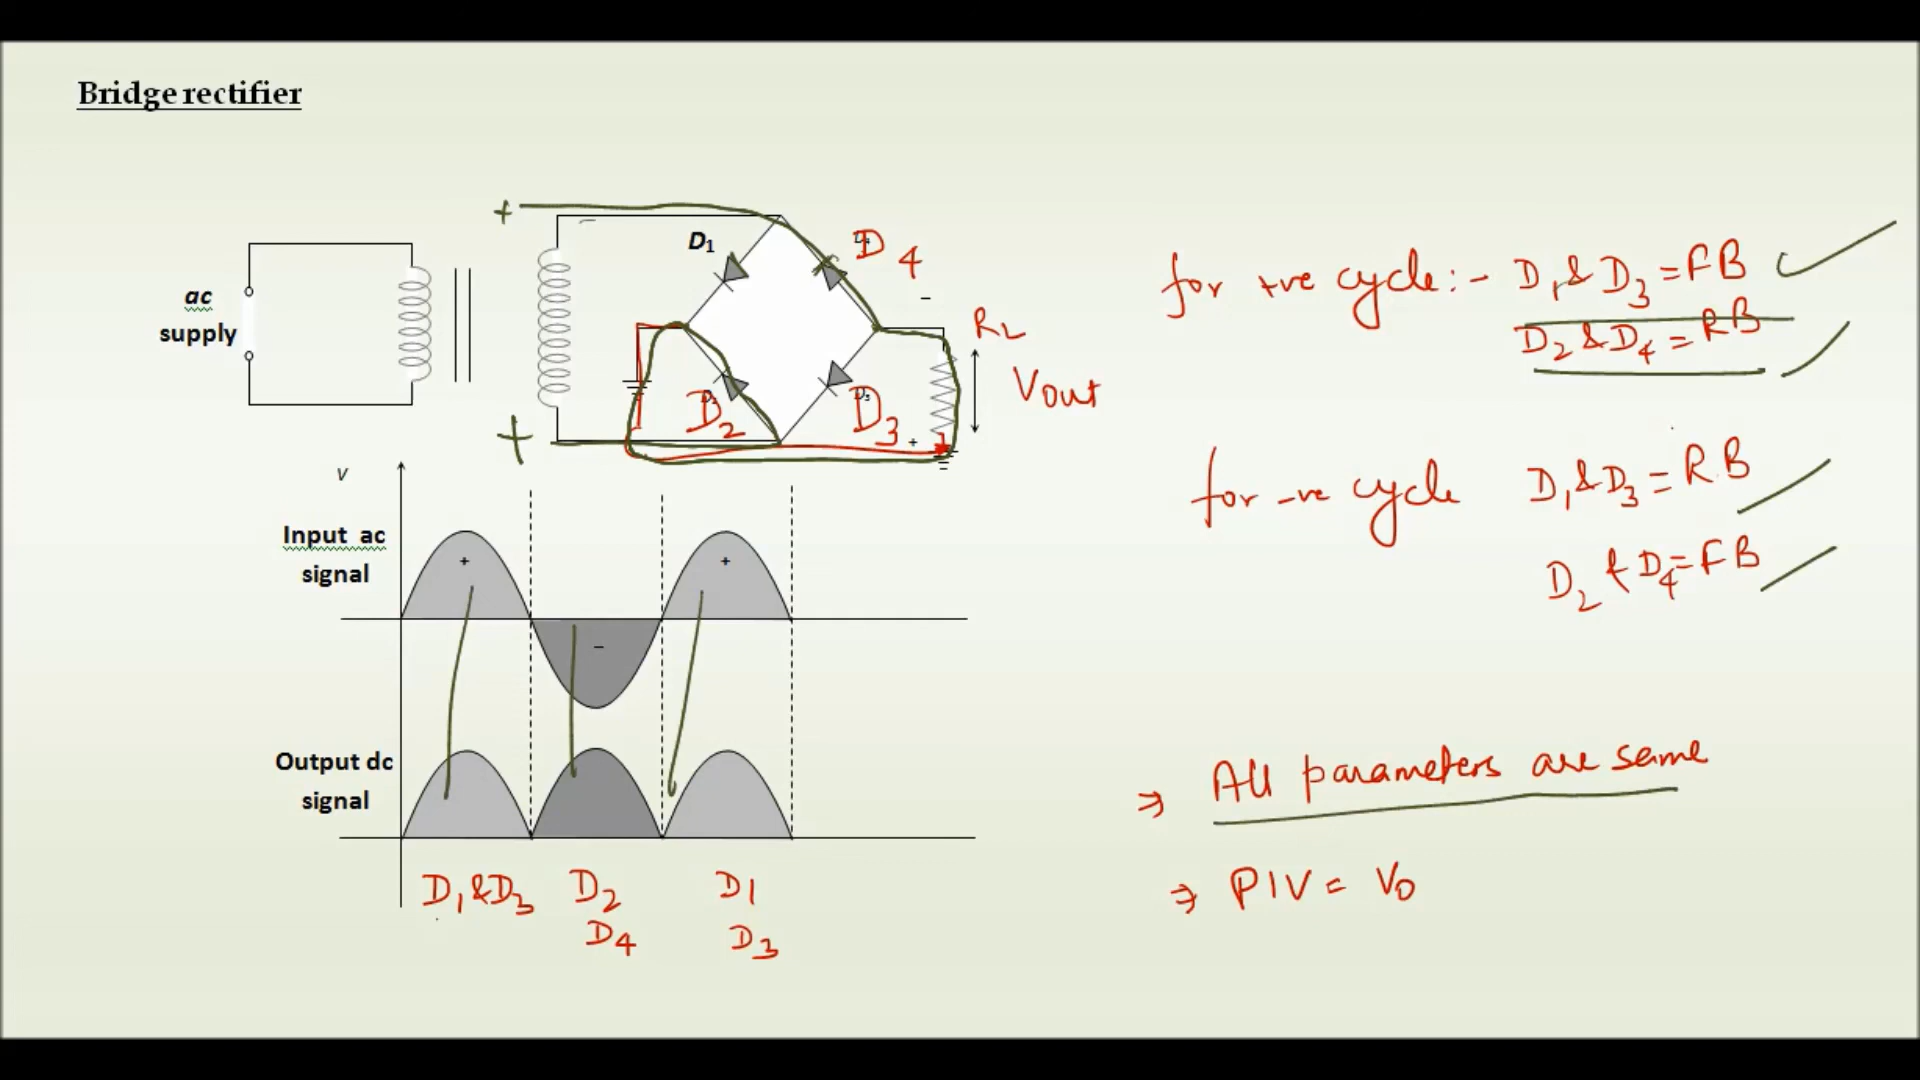 Bridge rectifier
+
D1
D4
-
ac
supply
RL
Vout
D2
D3
+
+
for +ve cycle:- D1 & D3 = FB
D2 & D4 = RB
for -ve cycle D1 & D3 = R.B
D2 & D4 = FB
V
Input ac
signal
+
-
+
Output dc
signal
D1 & D3
D2
D4
D1
D3
⇒ All parameters are same
⇒ PIV = V0